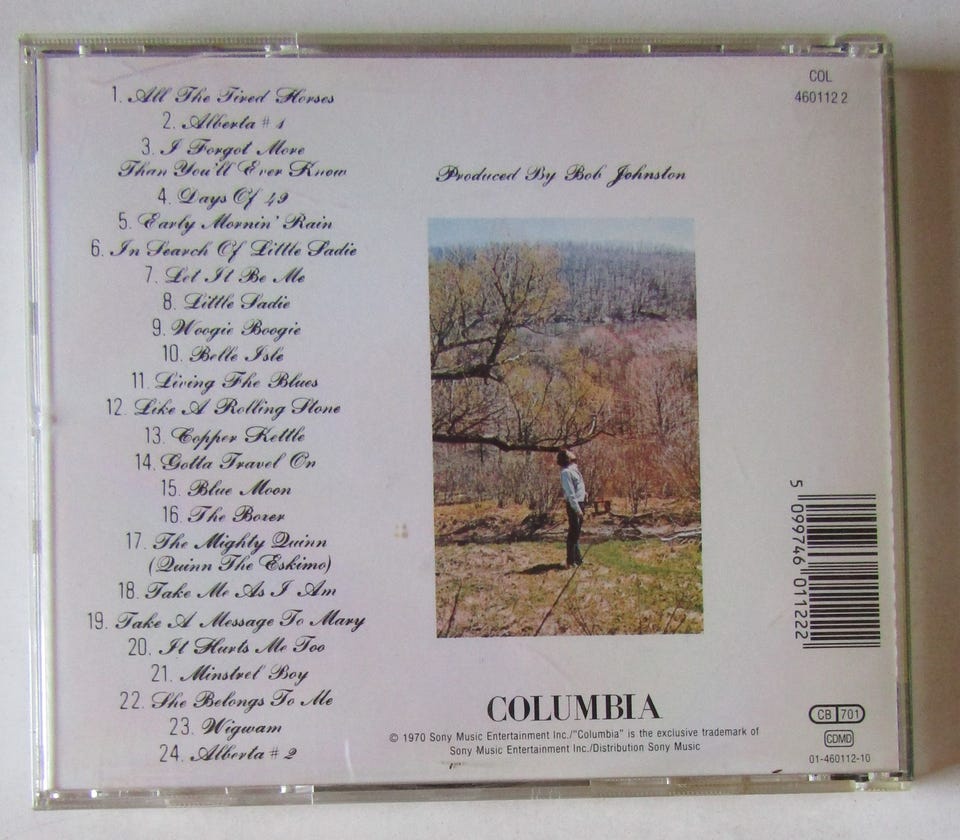 1. All The Tired Horses
2. Alberta # 1
3. I Forgot More
Than You'll Ever Know
4. Days Of 49
5. Early Mornin' Rain
6. In Search Of Little Sadie
7. Let It Be Me
8. Little Sadie
9. Woogie Boogie
10. Belle Isle
11. Living The Blues
12. Like A Rolling Stone
13. Copper Kettle
14. Gotta Travel On
15. Blue Moon
16. The Boxer
17. The Mighty Quinn
(Quinn The Eskimo)
18. Take Me As I Am
19. Take A Message To Mary
20. It Hurts Me Too
21. Minstrel Boy
22. She Belongs To Me
23. Wigwam
24. Alberta # 2
Produced By Bob Johnston
COL
460112 2
5 099746 011222
COLUMBIA
© 1970 Sony Music Entertainment Inc./"Columbia" is the exclusive trademark of
Sony Music Entertainment Inc./Distribution Sony Music
CB 701
CDMD
01-460112-10